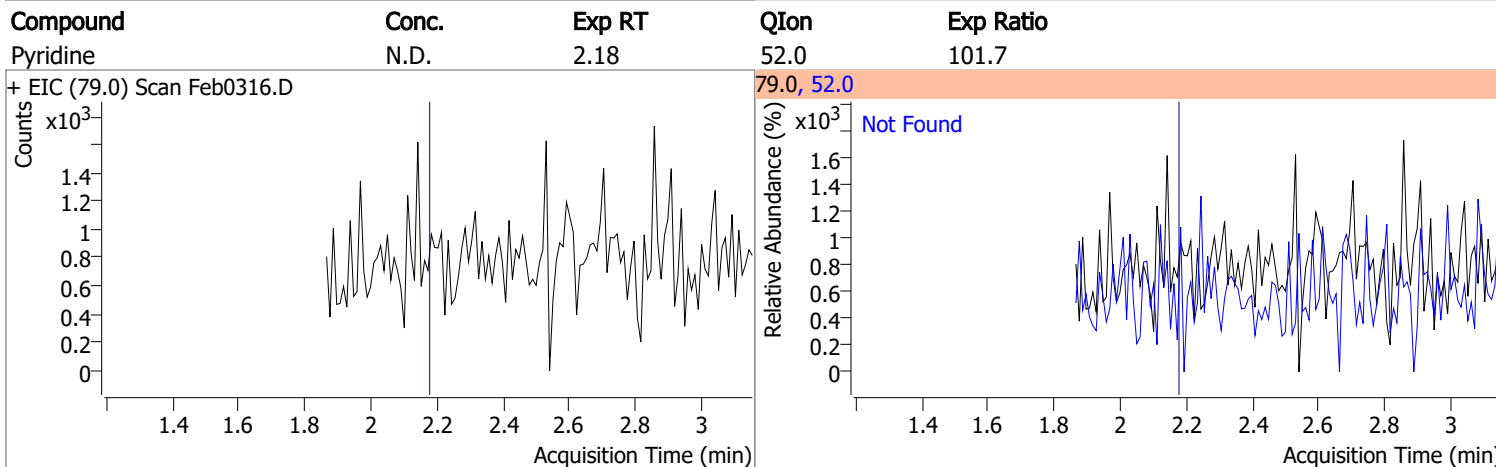 Compound Conc. Exp RT QIon Exp Ratio
Pyridine N.D. 2.18 52.0 101.7
+ EIC (79.0) Scan Feb0316.D
Counts
x10³
1.4
1.2
1
0.8
0.6
0.4
0.2
0
1.4 1.6 1.8 2 2.2 2.4 2.6 2.8 3
Acquisition Time (min)
79.0, 52.0
Relative Abundance (%)
x10³
Not Found
1.6
1.4
1.2
1
0.8
0.6
0.4
0.2
0
1.4 1.6 1.8 2 2.2 2.4 2.6 2.8 3
Acquisition Time (min)